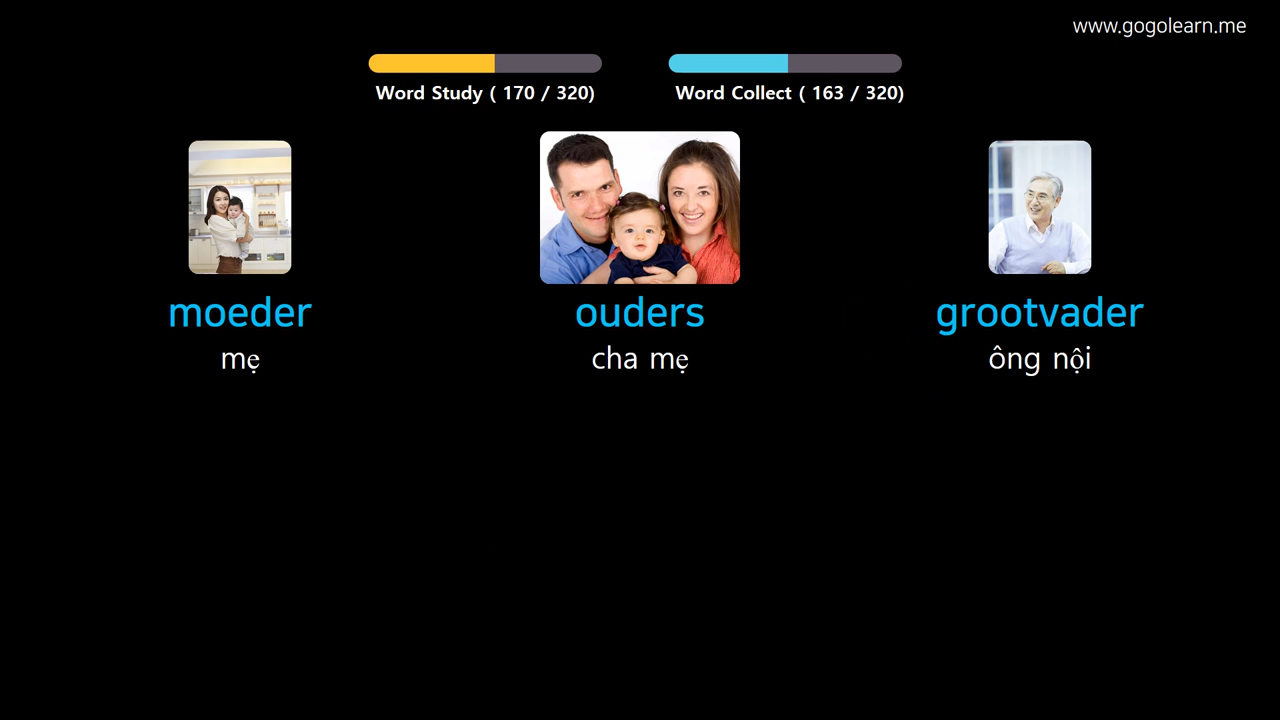 www.gogolearn.me
Word Study ( 170 / 320)
Word Collect ( 163 / 320)
moeder
ouders
grootvader
mẹ
cha mẹ
ông nội